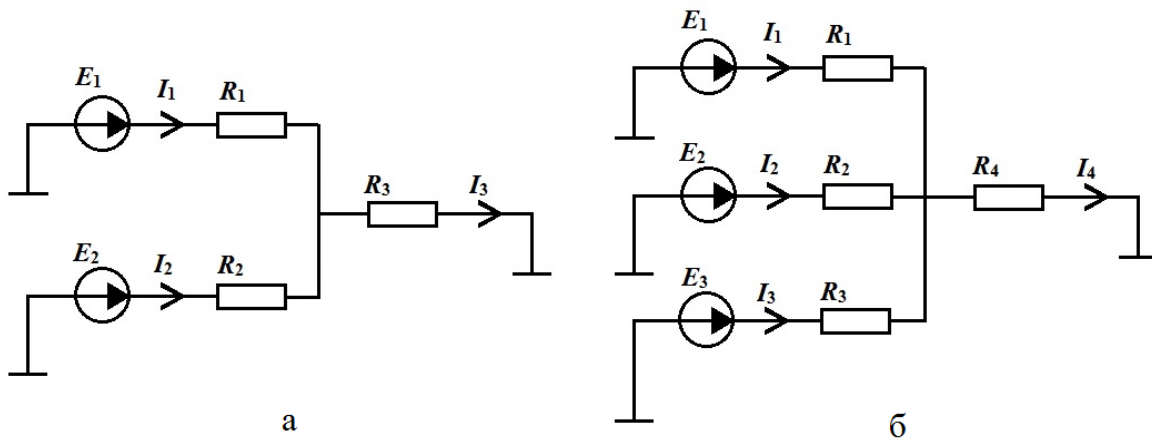 E₁ I₁ R₁
R₃ I₃
E₂ I₂ R₂
а
E₁ I₁ R₁
E₂ I₂ R₂ R₄ I₄
E₃ I₃ R₃
б